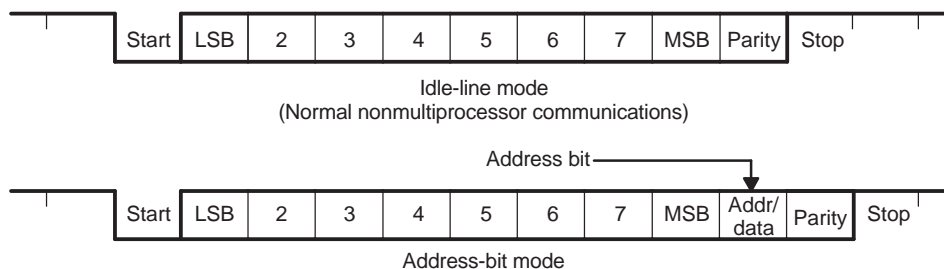 Start LSB 2 3 4 5 6 7 MSB Parity Stop
Idle-line mode
(Normal nonmultiprocessor communications)
Address bit
Start LSB 2 3 4 5 6 7 MSB Addr/ data Parity Stop
Address-bit mode